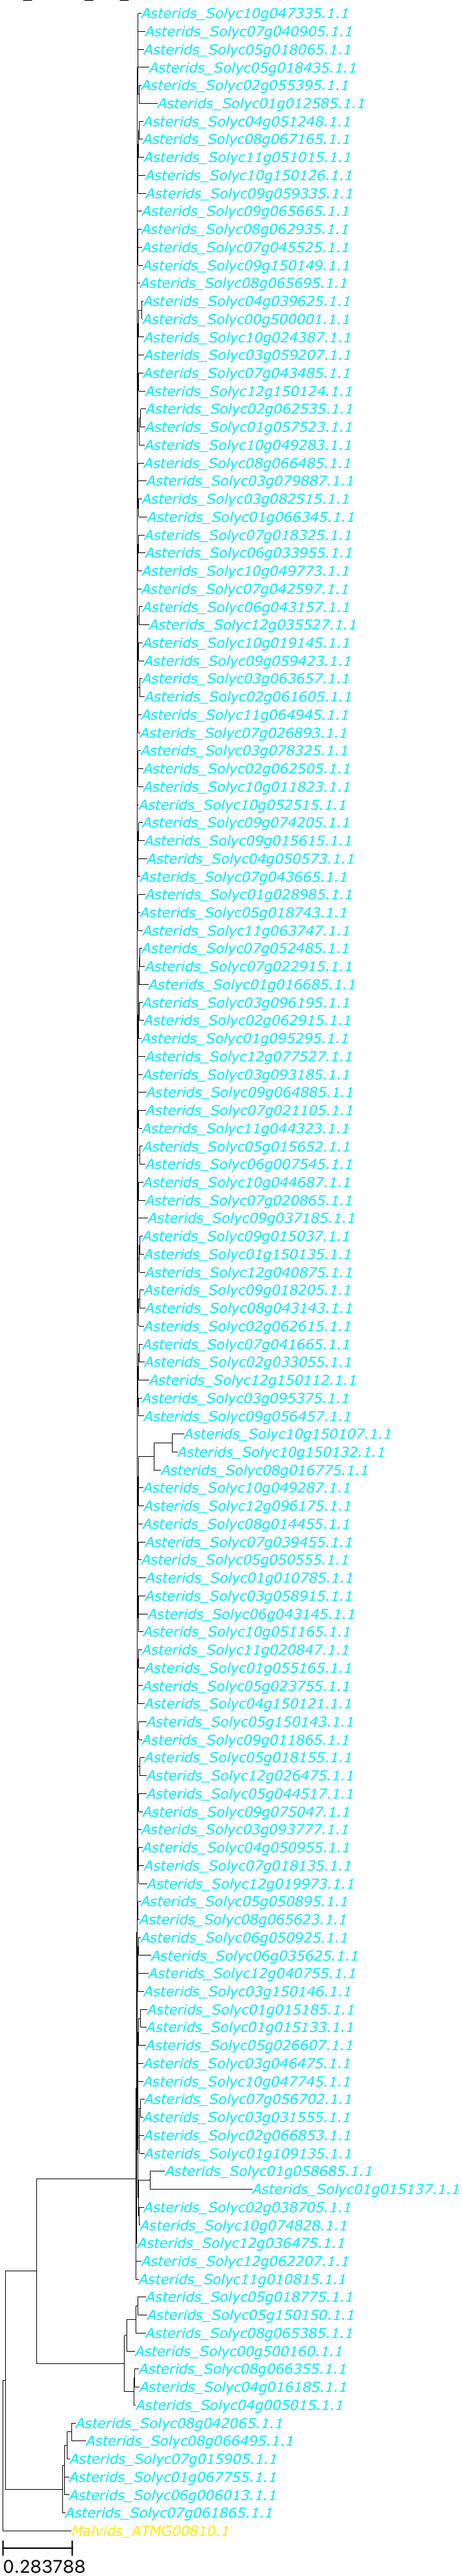 Asterids_Solyc10g047335.1.1
Asterids_Solyc07g040905.1.1
Asterids_Solyc05g018065.1.1
Asterids_Solyc05g018435.1.1
Asterids_Solyc02g055395.1.1
Asterids_Solyc01g012585.1.1
Asterids_Solyc04g051248.1.1
Asterids_Solyc08g067165.1.1
Asterids_Solyc11g051015.1.1
Asterids_Solyc10g150126.1.1
Asterids_Solyc09g059335.1.1
Asterids_Solyc09g065665.1.1
Asterids_Solyc08g062935.1.1
Asterids_Solyc07g045525.1.1
Asterids_Solyc09g150149.1.1
Asterids_Solyc08g065695.1.1
Asterids_Solyc04g039625.1.1
Asterids_Solyc00g500001.1.1
Asterids_Solyc10g024387.1.1
Asterids_Solyc03g059207.1.1
Asterids_Solyc07g043485.1.1
Asterids_Solyc12g150124.1.1
Asterids_Solyc02g062535.1.1
Asterids_Solyc01g057523.1.1
Asterids_Solyc10g049283.1.1
Asterids_Solyc08g066485.1.1
Asterids_Solyc03g079887.1.1
Asterids_Solyc03g082515.1.1
Asterids_Solyc01g066345.1.1
Asterids_Solyc07g018325.1.1
Asterids_Solyc06g033955.1.1
Asterids_Solyc10g049773.1.1
Asterids_Solyc07g042597.1.1
Asterids_Solyc06g043157.1.1
Asterids_Solyc12g035527.1.1
Asterids_Solyc10g019145.1.1
Asterids_Solyc09g059423.1.1
Asterids_Solyc03g063657.1.1
Asterids_Solyc02g061605.1.1
Asterids_Solyc11g064945.1.1
Asterids_Solyc07g026893.1.1
Asterids_Solyc03g078325.1.1
Asterids_Solyc02g062505.1.1
Asterids_Solyc10g011823.1.1
Asterids_Solyc10g052515.1.1
Asterids_Solyc09g074205.1.1
Asterids_Solyc09g015615.1.1
Asterids_Solyc04g050573.1.1
Asterids_Solyc07g043665.1.1
Asterids_Solyc01g028985.1.1
Asterids_Solyc05g018743.1.1
Asterids_Solyc11g063747.1.1
Asterids_Solyc07g052485.1.1
Asterids_Solyc07g022915.1.1
Asterids_Solyc01g016685.1.1
Asterids_Solyc03g096195.1.1
Asterids_Solyc02g062915.1.1
Asterids_Solyc01g095295.1.1
Asterids_Solyc12g077527.1.1
Asterids_Solyc03g093185.1.1
Asterids_Solyc09g064885.1.1
Asterids_Solyc07g021105.1.1
Asterids_Solyc11g044323.1.1
Asterids_Solyc05g015652.1.1
Asterids_Solyc06g007545.1.1
Asterids_Solyc10g044687.1.1
Asterids_Solyc07g020865.1.1
Asterids_Solyc09g037185.1.1
Asterids_Solyc09g015037.1.1
Asterids_Solyc01g150135.1.1
Asterids_Solyc12g040875.1.1
Asterids_Solyc09g018205.1.1
Asterids_Solyc08g043143.1.1
Asterids_Solyc02g062615.1.1
Asterids_Solyc07g041665.1.1
Asterids_Solyc02g033055.1.1
Asterids_Solyc12g150112.1.1
Asterids_Solyc03g095375.1.1
Asterids_Solyc09g056457.1.1
Asterids_Solyc10g150107.1.1
Asterids_Solyc10g150132.1.1
Asterids_Solyc08g016775.1.1
Asterids_Solyc10g049287.1.1
Asterids_Solyc12g096175.1.1
Asterids_Solyc08g014455.1.1
Asterids_Solyc07g039455.1.1
Asterids_Solyc05g050555.1.1
Asterids_Solyc01g010785.1.1
Asterids_Solyc03g058915.1.1
Asterids_Solyc06g043145.1.1
Asterids_Solyc10g051165.1.1
Asterids_Solyc11g020847.1.1
Asterids_Solyc01g055165.1.1
Asterids_Solyc05g023755.1.1
Asterids_Solyc04g150121.1.1
Asterids_Solyc05g150143.1.1
Asterids_Solyc09g011865.1.1
Asterids_Solyc05g018155.1.1
Asterids_Solyc12g026475.1.1
Asterids_Solyc05g044517.1.1
Asterids_Solyc09g075047.1.1
Asterids_Solyc03g093777.1.1
Asterids_Solyc04g050955.1.1
Asterids_Solyc07g018135.1.1
Asterids_Solyc12g019973.1.1
Asterids_Solyc05g050895.1.1
Asterids_Solyc08g065623.1.1
Asterids_Solyc06g050925.1.1
Asterids_Solyc06g035625.1.1
Asterids_Solyc12g040755.1.1
Asterids_Solyc03g150146.1.1
Asterids_Solyc01g015185.1.1
Asterids_Solyc01g015133.1.1
Asterids_Solyc05g026607.1.1
Asterids_Solyc03g046475.1.1
Asterids_Solyc10g047745.1.1
Asterids_Solyc07g056702.1.1
Asterids_Solyc03g031555.1.1
Asterids_Solyc02g066853.1.1
Asterids_Solyc01g109135.1.1
Asterids_Solyc01g058685.1.1
Asterids_Solyc01g015137.1.1
Asterids_Solyc02g038705.1.1
Asterids_Solyc10g074828.1.1
Asterids_Solyc12g036475.1.1
Asterids_Solyc12g062207.1.1
Asterids_Solyc11g010815.1.1
Asterids_Solyc05g018775.1.1
Asterids_Solyc05g150150.1.1
Asterids_Solyc08g065385.1.1
Asterids_Solyc00g500160.1.1
Asterids_Solyc08g066355.1.1
Asterids_Solyc04g016185.1.1
Asterids_Solyc04g005015.1.1
Asterids_Solyc08g042065.1.1
Asterids_Solyc08g066495.1.1
Asterids_Solyc07g015905.1.1
Asterids_Solyc01g067755.1.1
Asterids_Solyc06g006013.1.1
Asterids_Solyc07g061865.1.1
Malvids_ATMG00810.1
0.283788